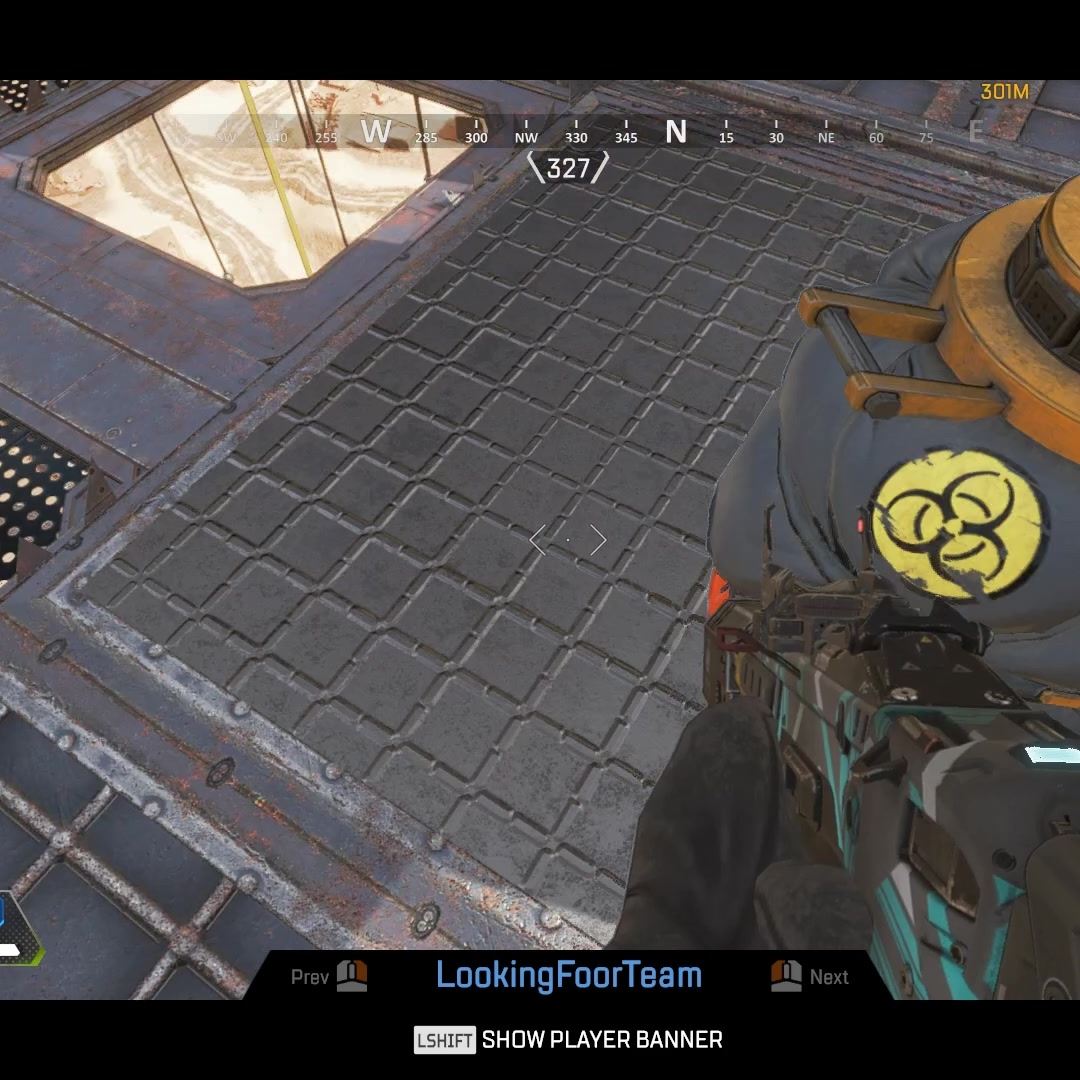 301M
SW 240 255 W 285 300 NW 330 345 N 15 30 NE 60 75 E
327
Prev LookingFoorTeam Next
LSHIFT SHOW PLAYER BANNER